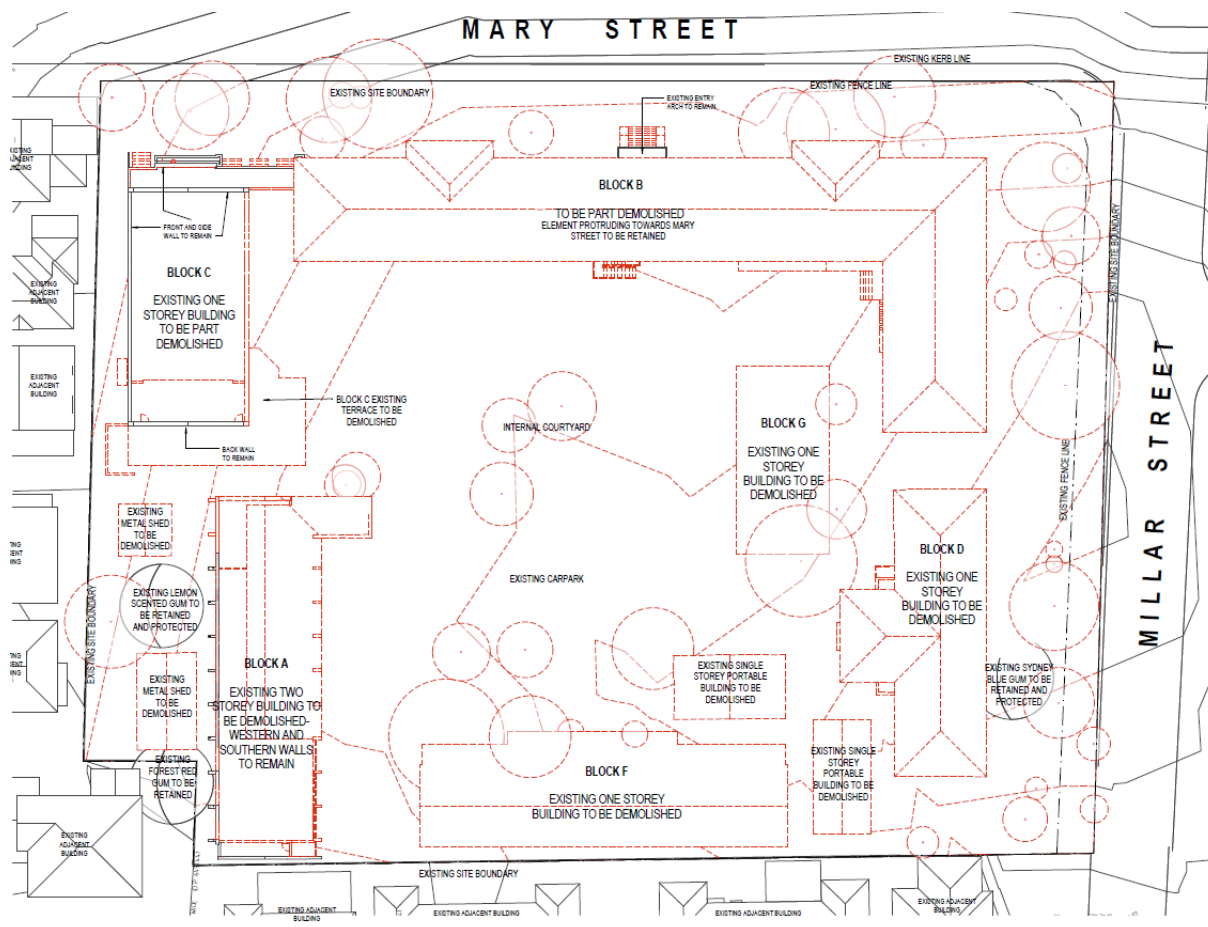 MARY STREET
EXISTING KERB LINE
EXISTING FENCE LINE
EXISTING SITE BOUNDARY
EXISTING ENTRY
ARCH TO REMAIN
BLOCK B
TO BE PART DEMOLISHED
ELEMENT PROTRUDING TOWARDS MARY
STREET TO BE RETAINED
FRONT AND SIDE
WALL TO REMAIN
BLOCK C
EXISTING ONE
STOREY BUILDING
TO BE PART
DEMOLISHED
EXISTING
ADJACENT
BUILDING
EXISTING
ADJACENT
BUILDING
EXISTING
ADJACENT
BUILDING
EXISTING SITE BOUNDARY
MILLAR STREET
BLOCK C EXISTING
TERRACE TO BE
DEMOLISHED
BACK WALL
TO REMAIN
INTERNAL COURTYARD
BLOCK G
EXISTING ONE
STOREY
BUILDING TO BE
DEMOLISHED
EXISTING FENCE LINE
EXISTING
METAL SHED
TO BE
DEMOLISHED
EXISTING CARPARK
BLOCK D
EXISTING ONE
STOREY
BUILDING TO BE
DEMOLISHED
EXISTING LEMON
SCENTED GUM TO
BE RETAINED
AND PROTECTED
EXISTING SITE BOUNDARY
BLOCK A
EXISTING TWO
STOREY BUILDING TO
BE DEMOLISHED-
WESTERN AND
SOUTHERN WALLS
TO REMAIN
EXISTING
METAL SHED
TO BE
DEMOLISHED
EXISTING SINGLE
STOREY PORTABLE
BUILDING TO BE
DEMOLISHED
EXISTING SYDNEY
BLUE GUM TO BE
RETAINED AND
PROTECTED
EXISTING
FOREST RED
GUM TO BE
RETAINED
BLOCK F
EXISTING ONE STOREY
BUILDING TO BE DEMOLISHED
EXISTING SINGLE
STOREY
PORTABLE
BUILDING TO BE
DEMOLISHED
EXISTING
ADJACENT
BUILDING
EXISTING SITE BOUNDARY
EXISTING ADJACENT
BUILDING
EXISTING ADJACENT BUILDING
EXISTING ADJACENT BUILDING
EXISTING ADJACENT
BUILDING